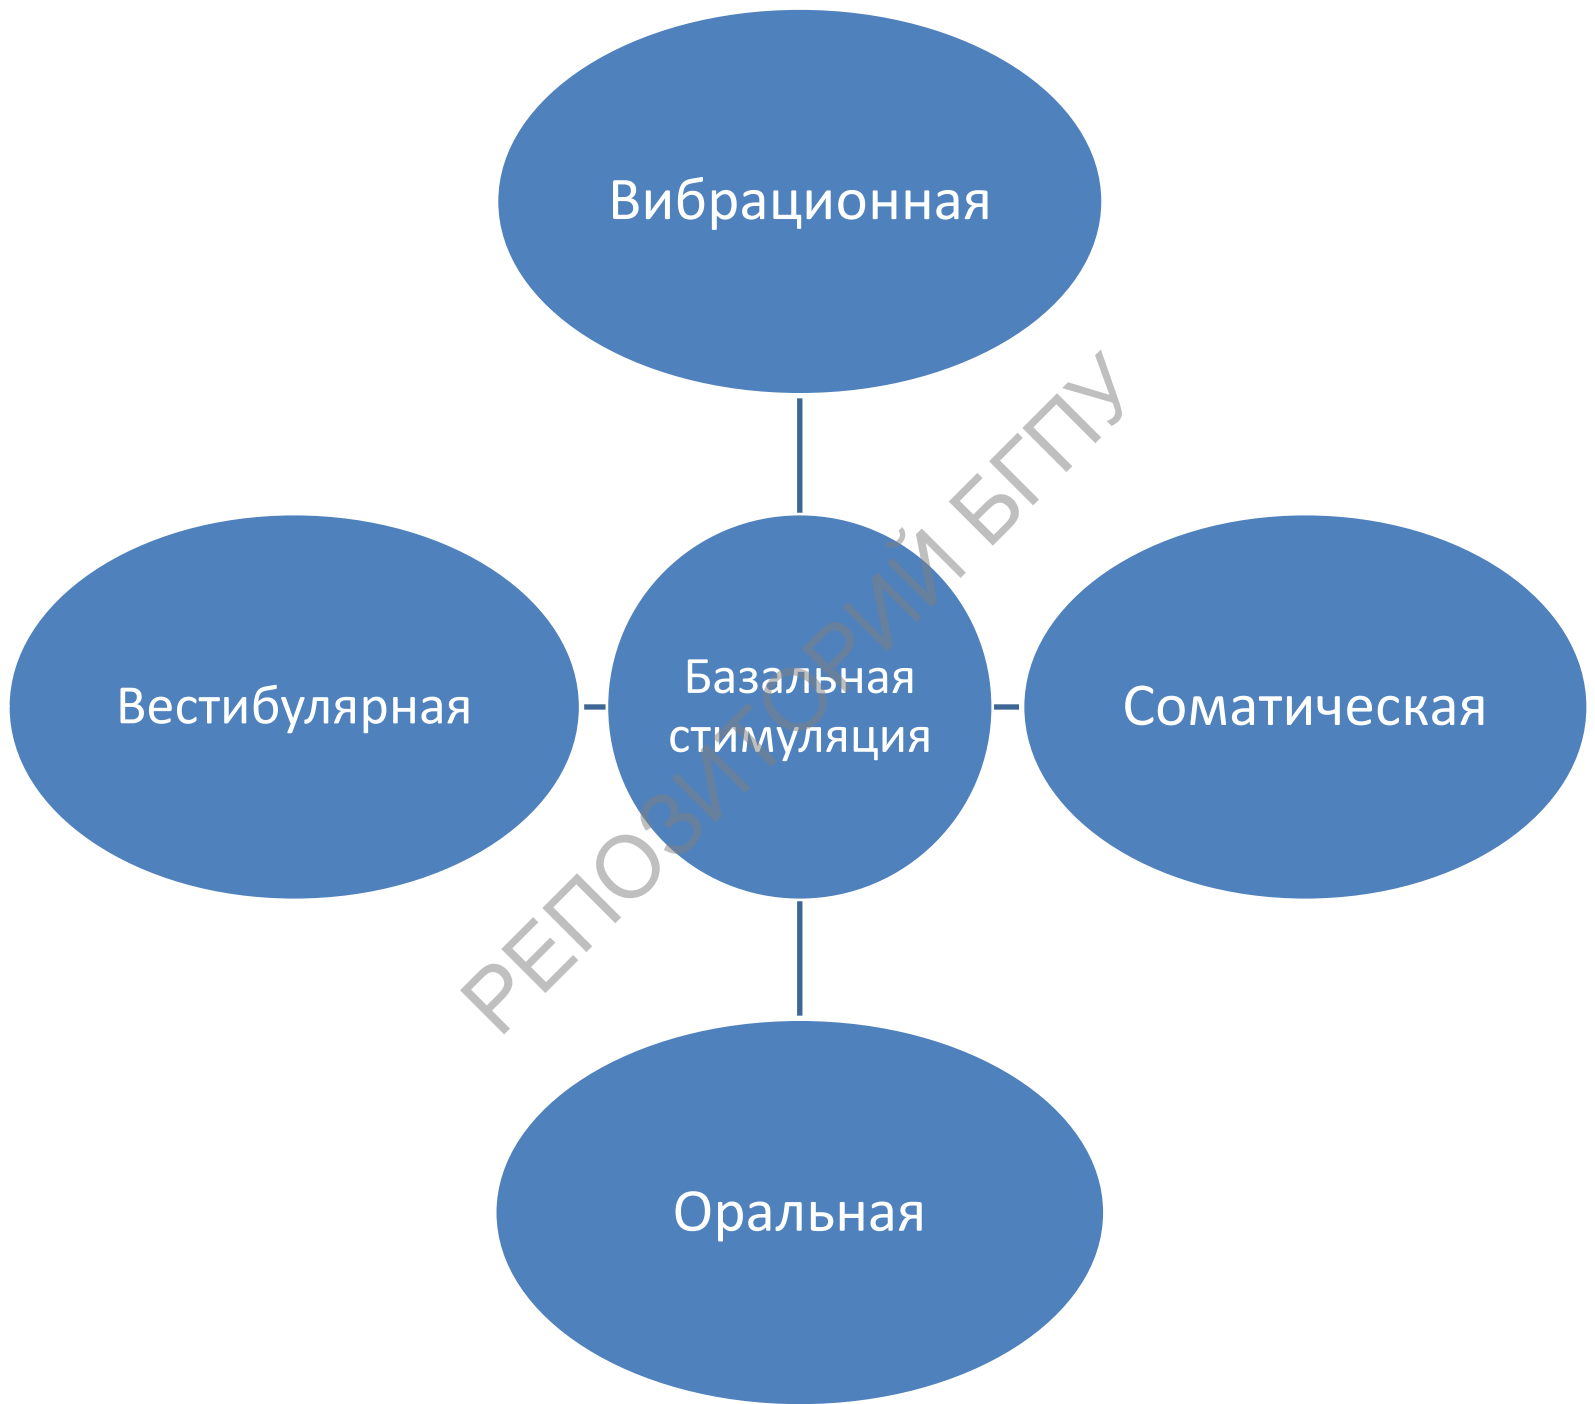 Вибрационная
Вестибулярная
Базальная
стимуляция
Соматическая
Оральная
РЕПОЗИТОРИЙ БГПУ